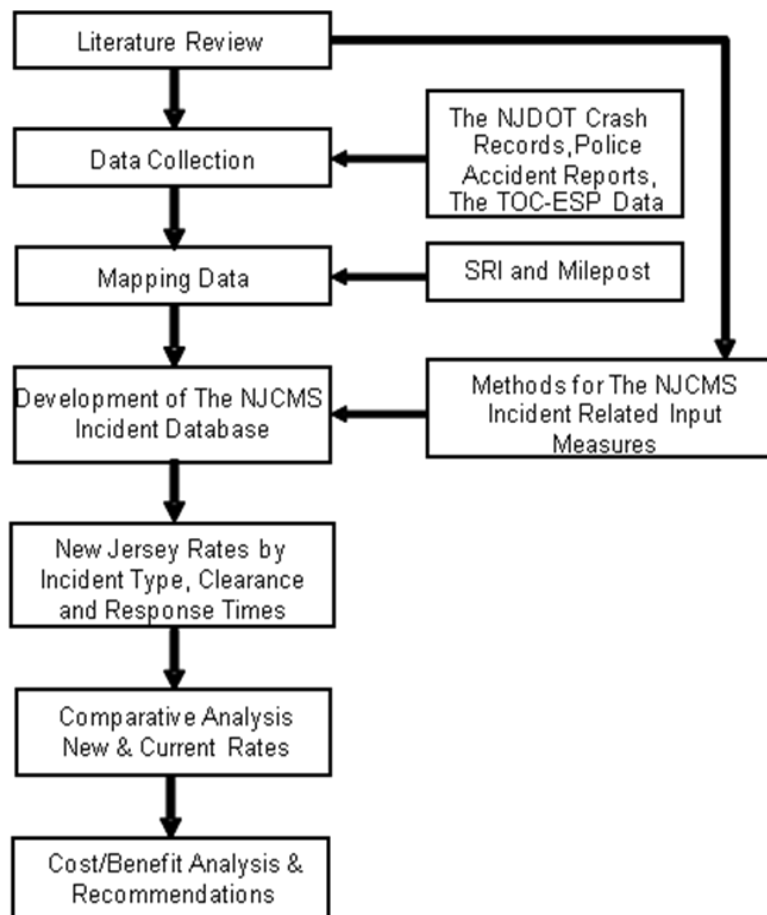 Literature Review
The NJDOT Crash
Records,Police
Accident Reports,
The TOC-ESP Data
Data Collection
Mapping Data
SRI and Milepost
Development of The NJCMS
Incident Database
Methods for The NJCMS
Incident Related Input
Measures
New Jersey Rates by
Incident Type, Clearance
and Response Times
Comparative Analysis
New & Current Rates
Cost/Benefit Analysis &
Recommendations